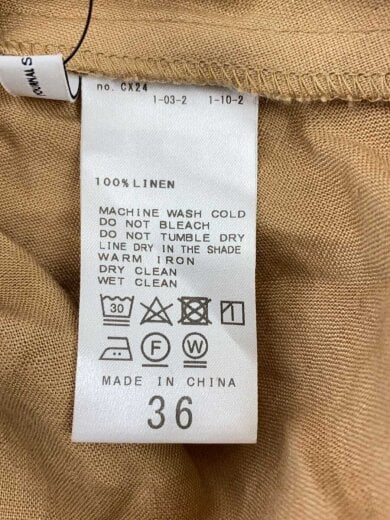 no. CX24
1-03-2 1-10-2
JOURNAL S
100% LINEN
MACHINE WASH COLD
DO NOT BLEACH
DO NOT TUMBLE DRY
LINE DRY IN THE SHADE
WARM IRON
DRY CLEAN
WET CLEAN
30
F W
MADE IN CHINA
36